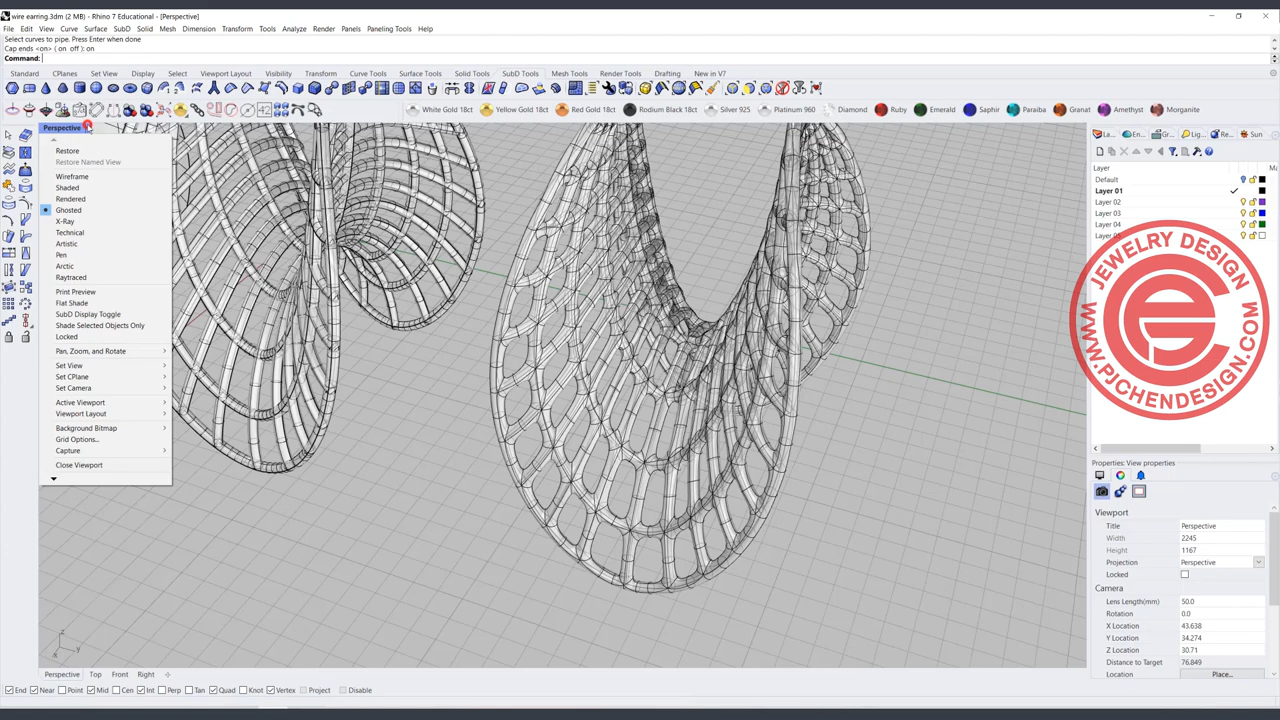 wire earring.3dm (2 MB) - Rhino 7 Educational - [Perspective]
File Edit View Curve Surface SubD Solid Mesh Dimension Transform Tools Analyze Render Panels Paneling Tools Help
Select curves to pipe. Press Enter when done
Cap ends <on> ( on off ): on
Command:
Standard CPlanes Set View Display Select Viewport Layout Visibility Transform Curve Tools Surface Tools Solid Tools SubD Tools Mesh Tools Render Tools Drafting New in V7
White Gold 18ct Yellow Gold 18ct Red Gold 18ct Rodium Black 18ct Silver 925 Platinum 960 Diamond Ruby Emerald Saphir Paraiba Granat Amethyst Morganite
Perspective
Restore
Restore Named View
Wireframe
Shaded
Rendered
Ghosted
X-Ray
Technical
Artistic
Pen
Arctic
Raytraced
Print Preview
Flat Shade
SubD Display Toggle
Shade Selected Objects Only
Locked
Pan, Zoom, and Rotate
Set View
Set CPlane
Set Camera
Active Viewport
Viewport Layout
Background Bitmap
Grid Options...
Capture
Close Viewport
z
y
x
La... En... Gr... Lig... Re... Sun
Layer Ma
Default
Layer 01
Layer 02
Layer 03
Layer 04
JEWELRY DESIGN
WWW.PJCHENDESIGN.COM
Properties: View properties
Viewport
Title Perspective
Width 2245
Height 1167
Projection Perspective
Locked
Camera
Lens Length(mm) 50.0
Rotation 0.0
X Location 43.638
Y Location 34.274
Z Location 30.71
Distance to Target 76.849
Location Place...
Perspective Top Front Right
End Near Point Mid Cen Int Perp Tan Quad Knot Vertex Project Disable